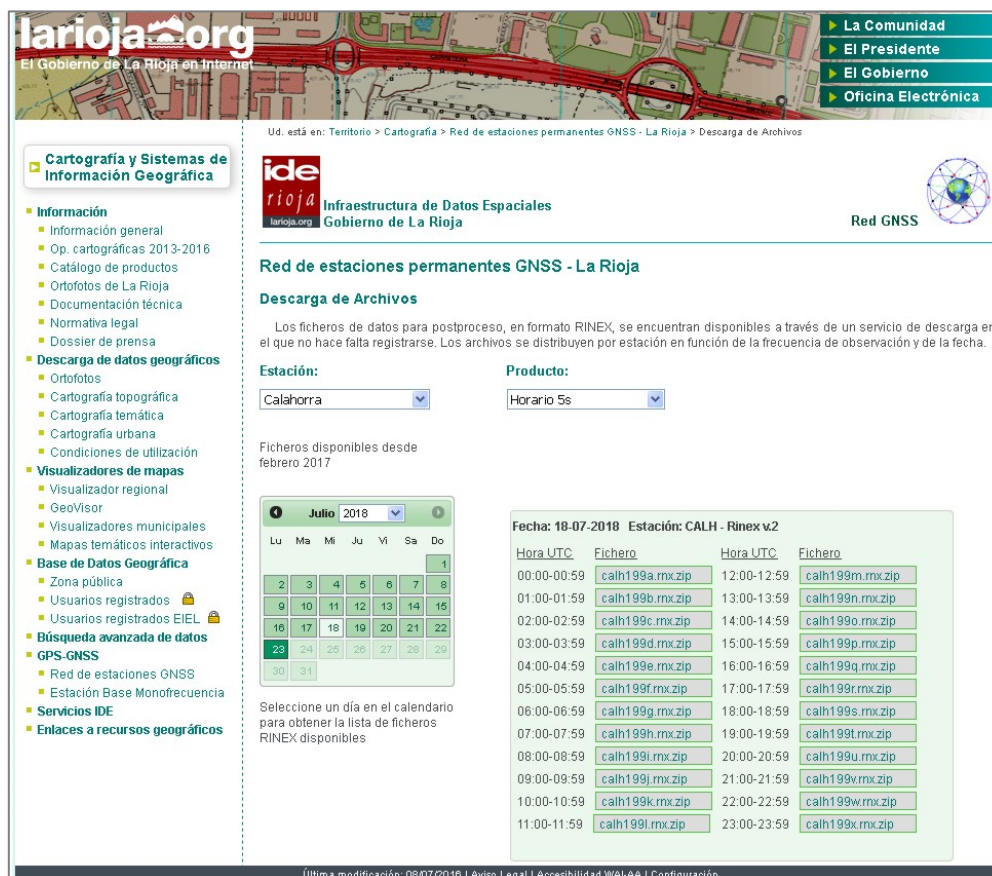 larioja.org
El Gobierno de La Rioja en Internet
La Comunidad
El Presidente
El Gobierno
Oficina Electrónica
Ud. está en: Territorio > Cartografía > Red de estaciones permanentes GNSS - La Rioja > Descarga de Archivos
Cartografía y Sistemas de
Información Geográfica
Información
Información general
Op. cartográficas 2013-2016
Catálogo de productos
Ortofotos de La Rioja
Documentación técnica
Normativa legal
Dossier de prensa
Descarga de datos geográficos
Ortofotos
Cartografía topográfica
Cartografía temática
Cartografía urbana
Condiciones de utilización
Visualizadores de mapas
Visualizador regional
GeoVisor
Visualizadores municipales
Mapas temáticos interactivos
Base de Datos Geográfica
Zona pública
Usuarios registrados
Usuarios registrados EIEL
Búsqueda avanzada de datos
GPS-GNSS
Red de estaciones GNSS
Estación Base Monofrecuencia
Servicios IDE
Enlaces a recursos geográficos
ide
rioja
larioja.org
Infraestructura de Datos Espaciales
Gobierno de La Rioja
Red GNSS
Red de estaciones permanentes GNSS - La Rioja
Descarga de Archivos
Los ficheros de datos para postproceso, en formato RINEX, se encuentran disponibles a través de un servicio de descarga en
el que no hace falta registrarse. Los archivos se distribuyen por estación en función de la frecuencia de observación y de la fecha.
Estación: Producto:
Calahorra Horario 5s
Ficheros disponibles desde
febrero 2017
Julio 2018
Lu Ma Mi Ju Vi Sa Do
1
2 3 4 5 6 7 8
9 10 11 12 13 14 15
16 17 18 19 20 21 22
23 24 25 26 27 28 29
30 31
Seleccione un día en el calendario
para obtener la lista de ficheros
RINEX disponibles
Fecha: 18-07-2018 Estación: CALH - Rinex v.2
Hora UTC Fichero Hora UTC Fichero
00:00-00:59 calh199a.rnx.zip 12:00-12:59 calh199m.rnx.zip
01:00-01:59 calh199b.rnx.zip 13:00-13:59 calh199n.rnx.zip
02:00-02:59 calh199c.rnx.zip 14:00-14:59 calh199o.rnx.zip
03:00-03:59 calh199d.rnx.zip 15:00-15:59 calh199p.rnx.zip
04:00-04:59 calh199e.rnx.zip 16:00-16:59 calh199q.rnx.zip
05:00-05:59 calh199f.rnx.zip 17:00-17:59 calh199r.rnx.zip
06:00-06:59 calh199g.rnx.zip 18:00-18:59 calh199s.rnx.zip
07:00-07:59 calh199h.rnx.zip 19:00-19:59 calh199t.rnx.zip
08:00-08:59 calh199i.rnx.zip 20:00-20:59 calh199u.rnx.zip
09:00-09:59 calh199j.rnx.zip 21:00-21:59 calh199v.rnx.zip
10:00-10:59 calh199k.rnx.zip 22:00-22:59 calh199w.rnx.zip
11:00-11:59 calh199l.rnx.zip 23:00-23:59 calh199x.rnx.zip
Última modificación: 08/07/2016 | Aviso Legal | Accesibilidad WAI-AA | Configuración